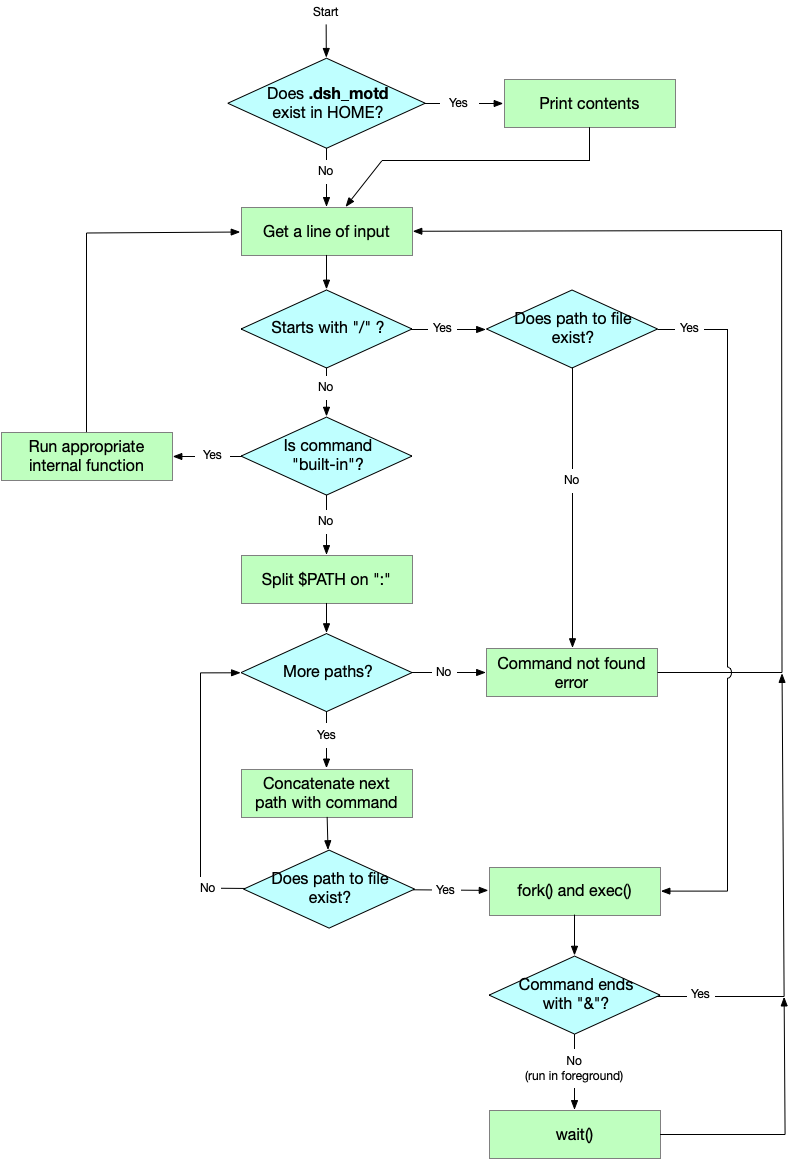 Start
Does .dsh_motd
exist in HOME?
Yes
Print contents
No
Get a line of input
Starts with "/" ?
Yes
Does path to file
exist?
Yes
No
Is command
"built-in"?
Yes
Run appropriate
internal function
No
No
Split $PATH on ":"
More paths?
No
Command not found
error
Yes
Concatenate next
path with command
Does path to file
exist?
No
Yes
fork() and exec()
Command ends
with "&"?
Yes
No
(run in foreground)
wait()